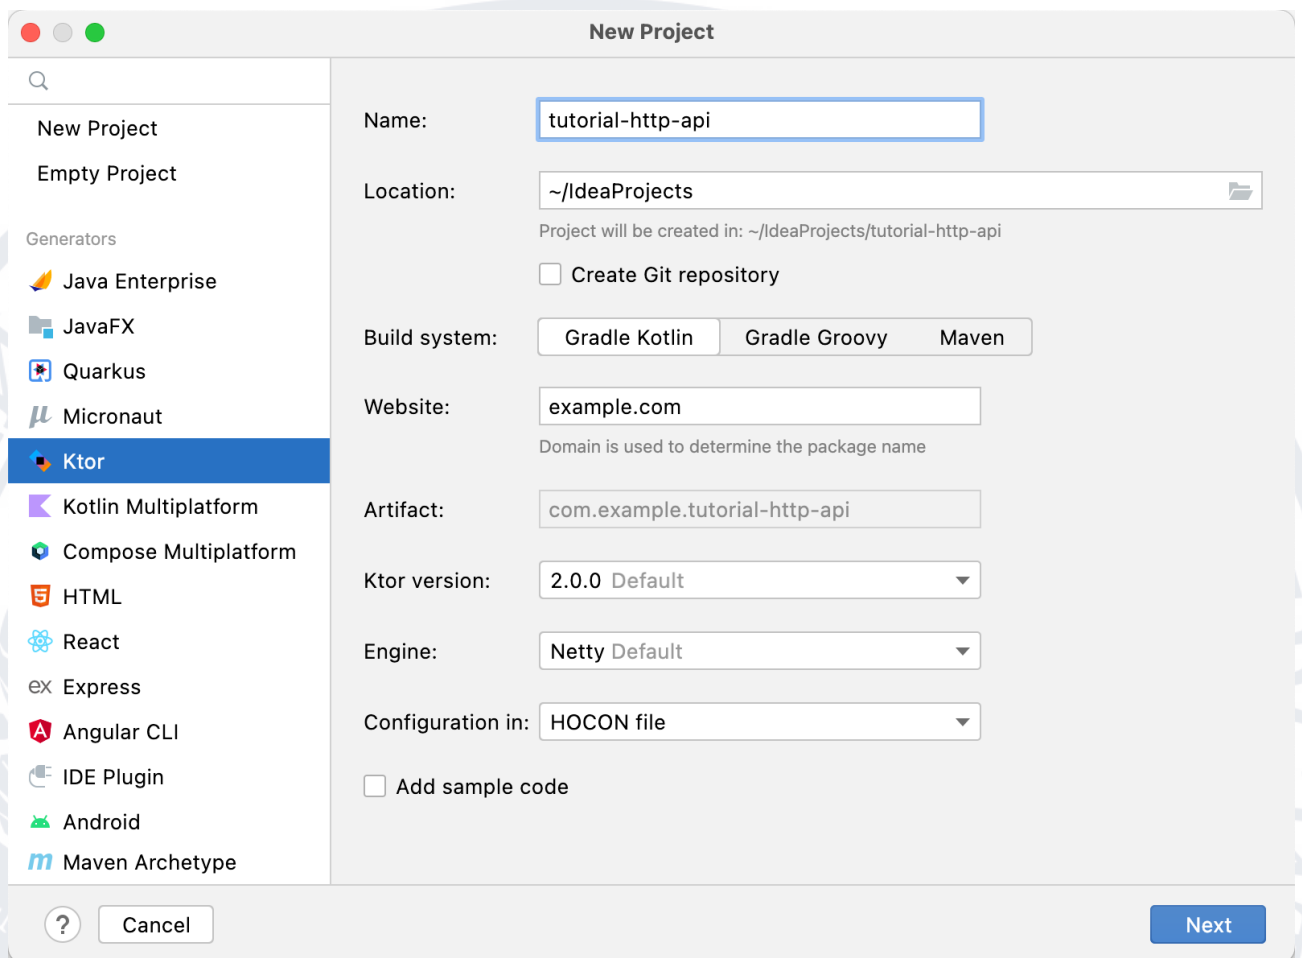 New Project
New Project
Empty Project
Generators
Java Enterprise
JavaFX
Quarkus
Micronaut
Ktor
Kotlin Multiplatform
Compose Multiplatform
HTML
React
ex Express
Angular CLI
IDE Plugin
Android
m Maven Archetype
Name: tutorial-http-api
Location: ~/IdeaProjects
Project will be created in: ~/IdeaProjects/tutorial-http-api
Create Git repository
Build system: Gradle Kotlin Gradle Groovy Maven
Website: example.com
Domain is used to determine the package name
Artifact: com.example.tutorial-http-api
Ktor version: 2.0.0 Default
Engine: Netty Default
Configuration in: HOCON file
Add sample code
? Cancel Next